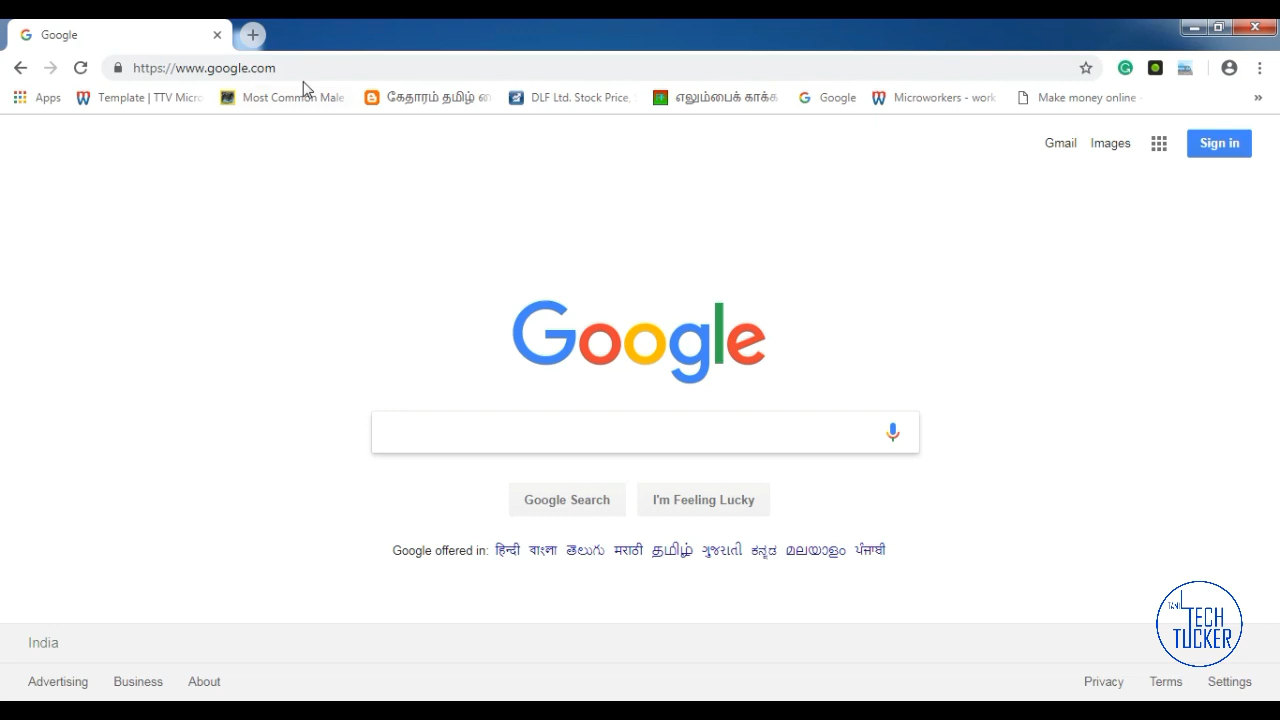 Google
https://www.google.com
Apps Template | TTV Micro Most Common Male கேதாரம் தமிழ் லை DLF Ltd. Stock Price, எலும்பைக் காக்க Google Microworkers - work Make money online -
Gmail Images Sign in
Google
Google Search I'm Feeling Lucky
Google offered in: हिन्दी বাংলা తెలుగు मराठी தமிழ் ગુજરાતી ಕನ್ನಡ മലയാളം ਪੰਜਾਬੀ
TAMIL
TECH
TUCKER
India
Advertising Business About Privacy Terms Settings